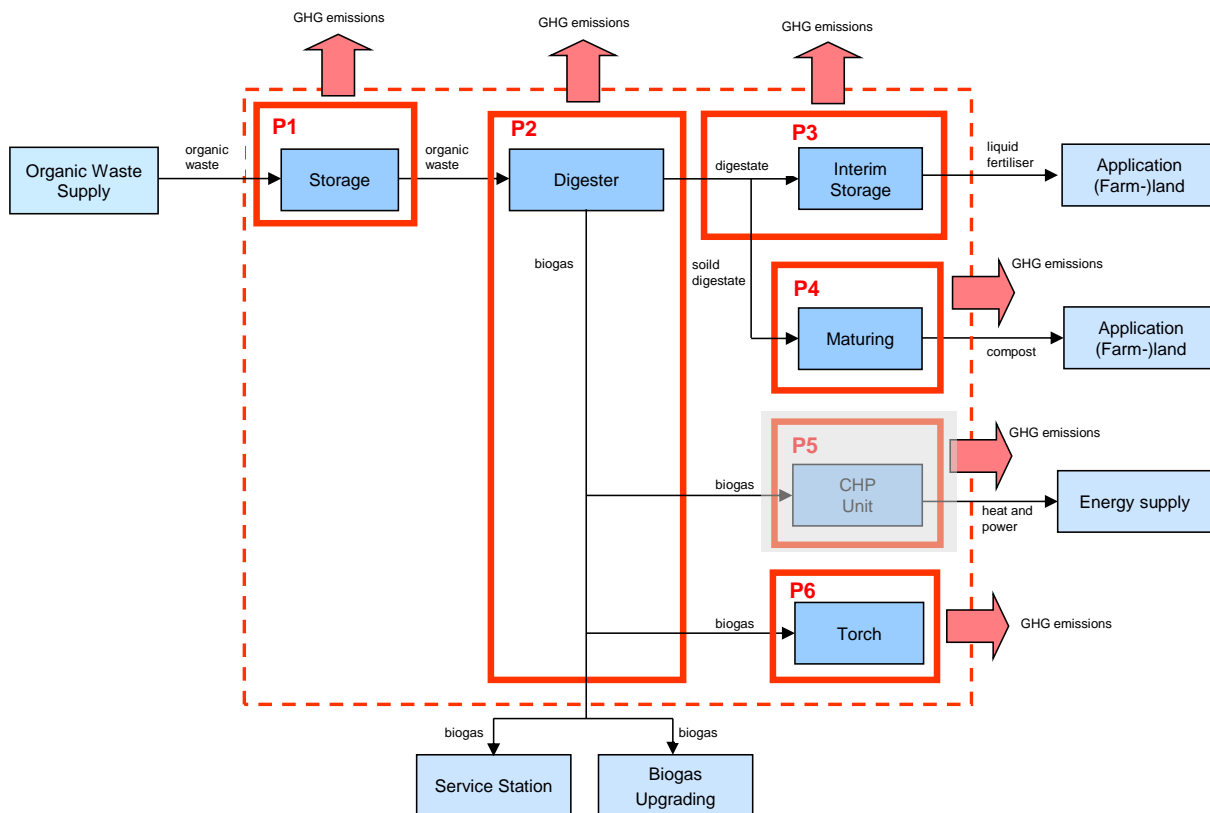 GHG emissions
GHG emissions
GHG emissions
P1
P2
P3
Organic Waste
Supply
organic
waste
Storage
organic
waste
Digester
digestate
Interim
Storage
liquid
fertiliser
Application
(Farm-)land
biogas
soild
digestate
P4
GHG emissions
Maturing
compost
Application
(Farm-)land
P5
GHG emissions
biogas
CHP
Unit
heat and
power
Energy supply
P6
biogas
Torch
GHG emissions
biogas
biogas
Service Station
Biogas
Upgrading